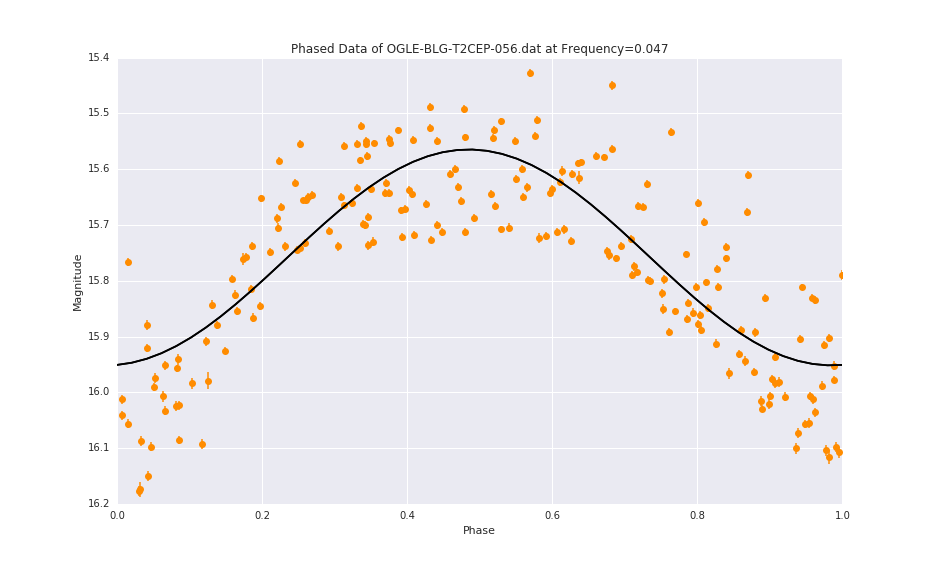 Phased Data of OGLE-BLG-T2CEP-056.dat at Frequency=0.047
15.4
15.5
15.6
15.7
15.8
15.9
16.0
16.1
16.2
Magnitude
0.0 0.2 0.4 0.6 0.8 1.0
Phase